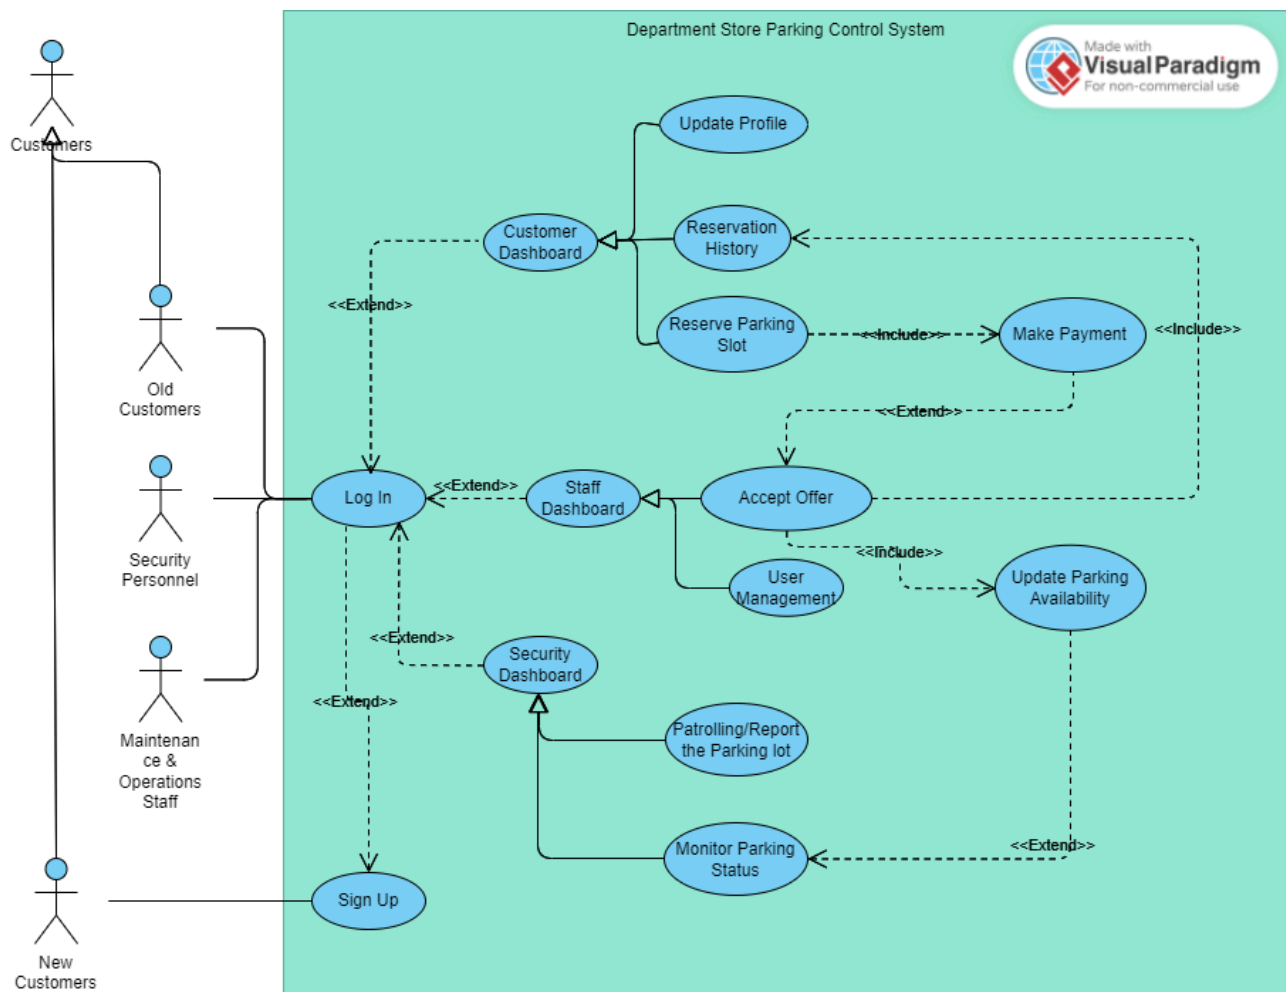 Department Store Parking Control System
Made with
Visual Paradigm
For non-commercial use
Customers
Update Profile
Customer
Dashboard
Reservation
History
<<Extend>>
Reserve Parking
Slot
<<Include>>
Make Payment
<<Include>>
Old
Customers
<<Extend>>
Log In
<<Extend>>
Staff
Dashboard
Accept Offer
Security
Personnel
<<Include>>
User
Management
Update Parking
Availability
<<Extend>>
Security
Dashboard
<<Extend>>
Maintenan
ce &
Operations
Staff
Patrolling/Report
the Parking lot
Monitor Parking
Status
<<Extend>>
Sign Up
New
Customers